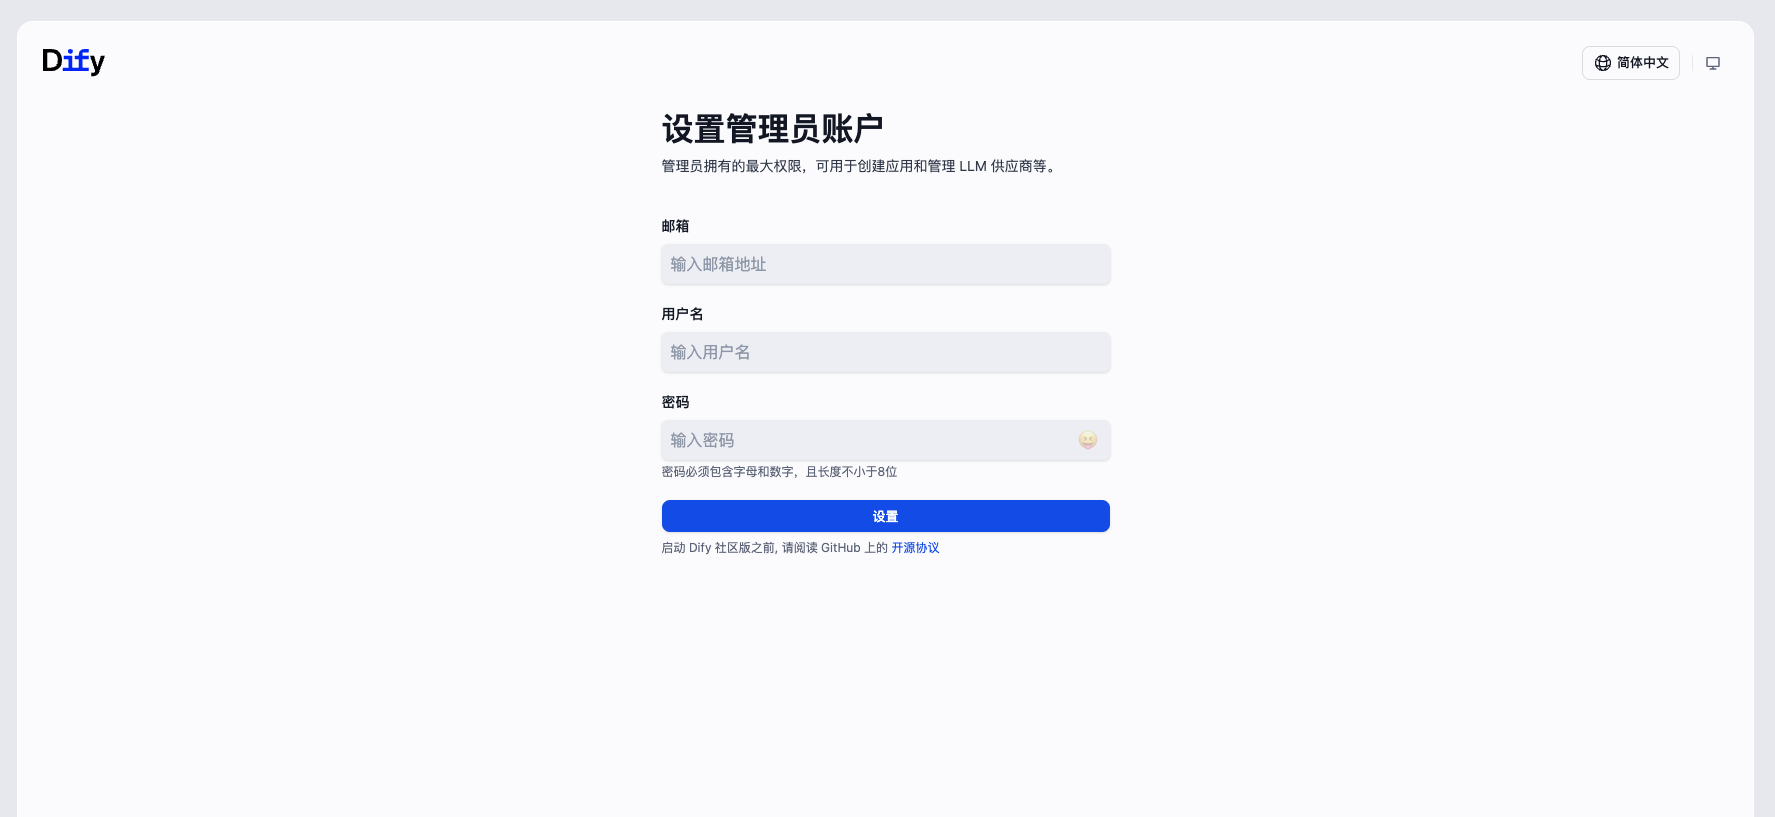 Dify
简体中文
设置管理员账户
管理员拥有的最大权限，可用于创建应用和管理 LLM 供应商等。
邮箱
输入邮箱地址
用户名
输入用户名
密码
输入密码
密码必须包含字母和数字，且长度不小于8位
设置
启动 Dify 社区版之前, 请阅读 GitHub 上的 开源协议